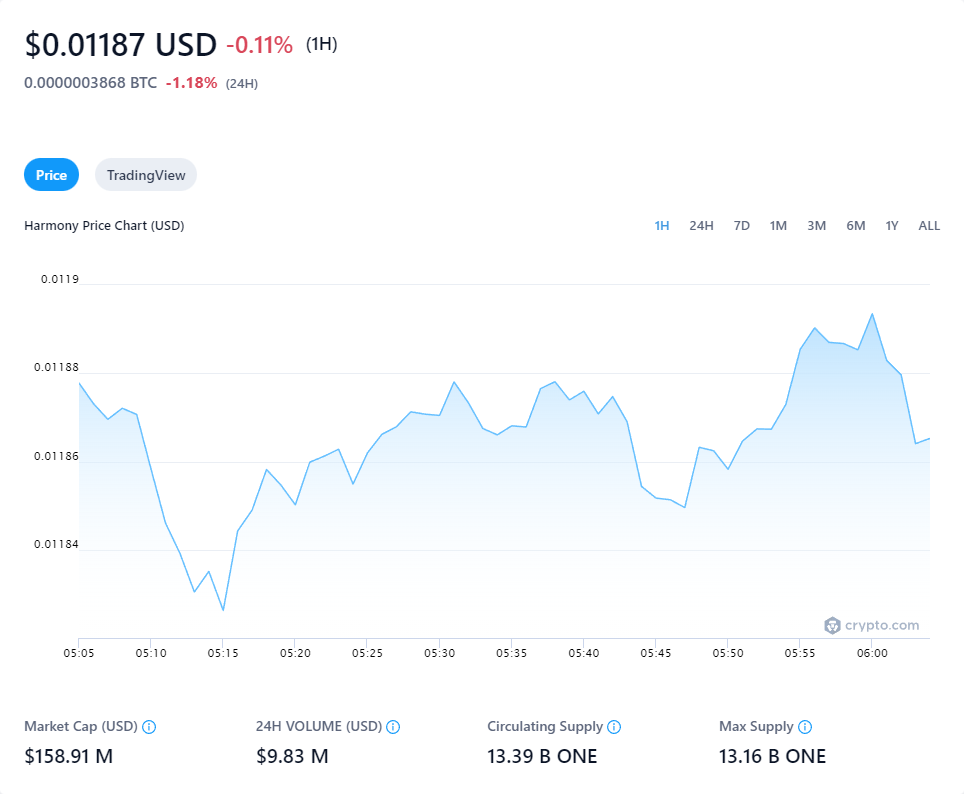 $0.01187 USD -0.11% (1H)
0.0000003868 BTC -1.18% (24H)
Price TradingView
Harmony Price Chart (USD) 1H 24H 7D 1M 3M 6M 1Y ALL
0.0119
0.01188
0.01186
0.01184
crypto.com
05:05 05:10 05:15 05:20 05:25 05:30 05:35 05:40 05:45 05:50 05:55 06:00
Market Cap (USD) 24H VOLUME (USD) Circulating Supply Max Supply
$158.91 M $9.83 M 13.39 B ONE 13.16 B ONE